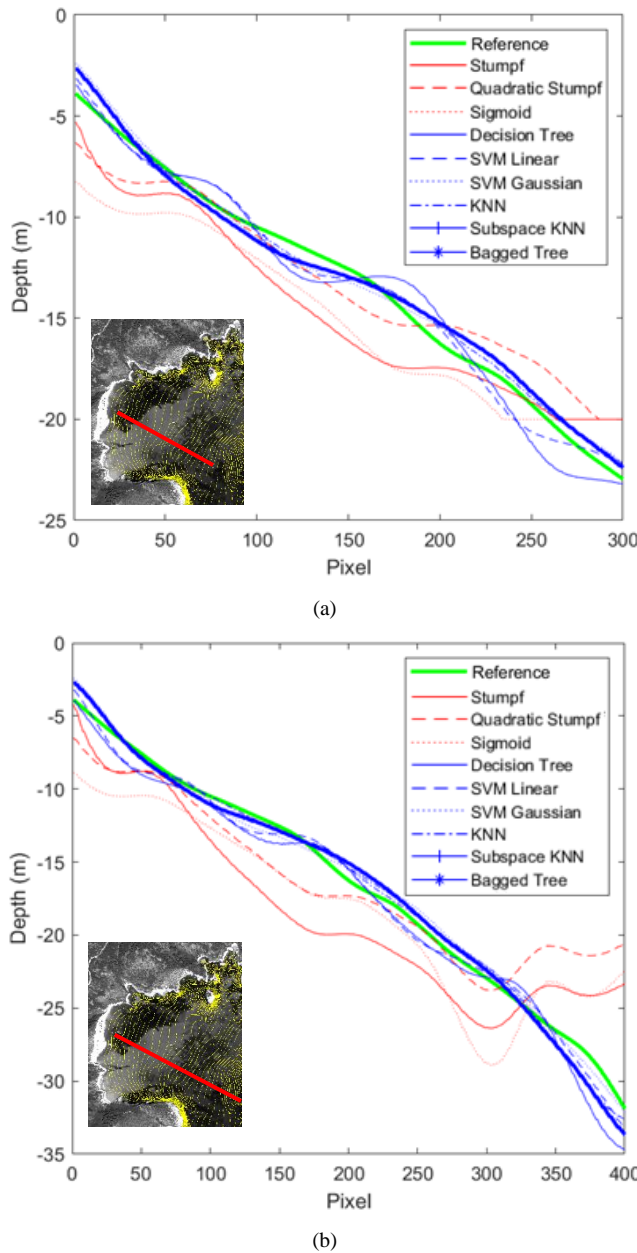 0
-5
-10
-15
-20
-25
Depth (m)
0 50 100 150 200 250 300
Pixel
Reference
Stumpf
Quadratic Stumpf
Sigmoid
Decision Tree
SVM Linear
SVM Gaussian
KNN
Subspace KNN
Bagged Tree
(a)
0
-5
-10
-15
-20
-25
-30
-35
Depth (m)
0 50 100 150 200 250 300 350 400
Pixel
Reference
Stumpf
Quadratic Stumpf
Sigmoid
Decision Tree
SVM Linear
SVM Gaussian
KNN
Subspace KNN
Bagged Tree
(b)